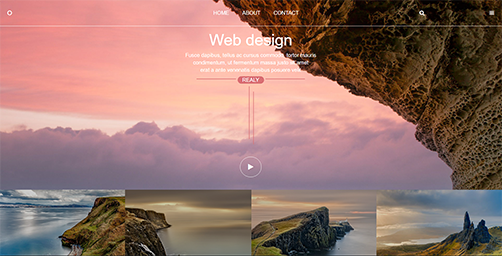 HOME ABOUT CONTACT
Web design
Fusce dapibus, tellus ac cursus commodo, tortor mauris
condimentum, ut fermentum massa justo sit amet
and a ante venenatis dapibus posuere velit
REALY